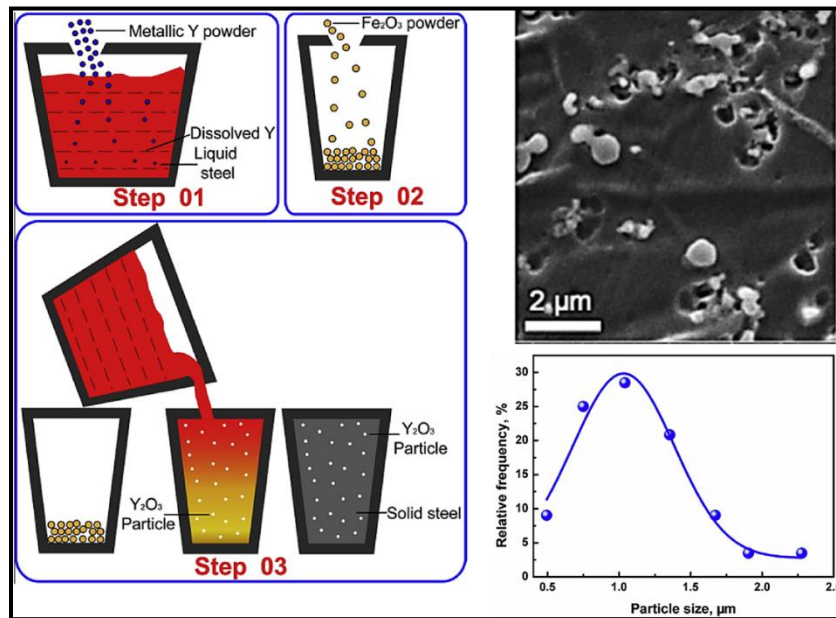 Metallic Y powder
Dissolved Y
Liquid
steel
Step 01
Fe₂O₃ powder
Step 02
Y₂O₃
Particle
Y₂O₃
Particle
Solid steel
Step 03
2 µm
Relative frequency, %
30
25
20
15
10
5
0
0.5
1.0
1.5
2.0
2.5
Particle size, µm